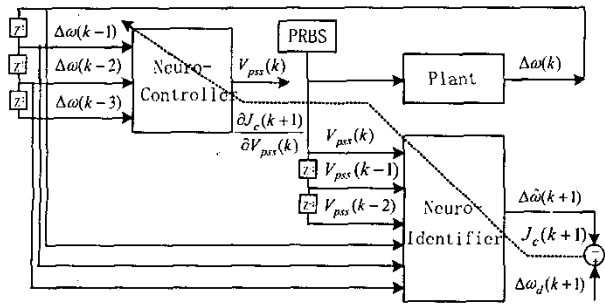 PRBS
Z⁻¹
Δω(k−1)
Z⁻¹
Δω(k−2)
Z⁻¹
Δω(k−3)
Neuro-
Controller
V_pss(k)
Plant
Δω(k)
∂J_c(k+1)
∂V_pss(k)
V_pss(k)
Z⁻¹
V_pss(k−1)
Z⁻¹
V_pss(k−2)
Neuro-
Identifier
Δω̂(k+1)
J_c(k+1)
−
+
Δω_d(k+1)